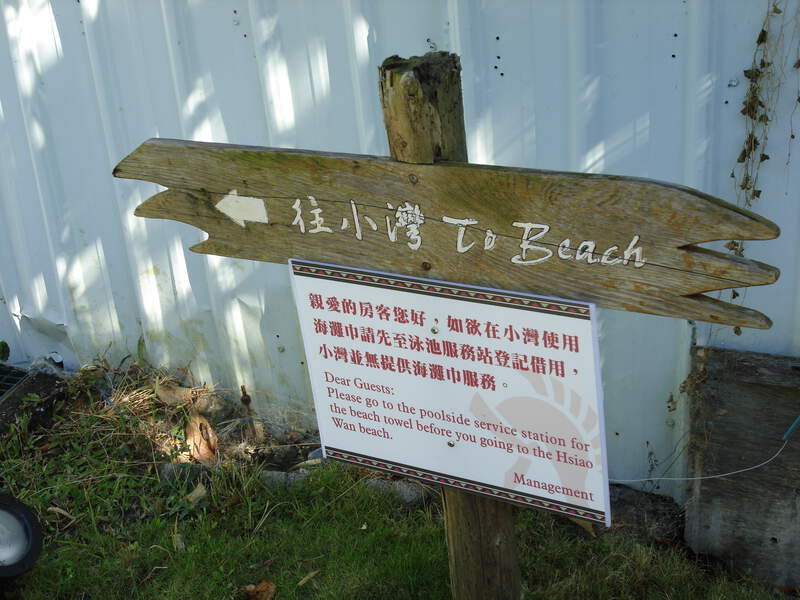 往小灣 To Beach
親愛的房客您好，如欲在小灣使用
海灘巾請先至泳池服務站登記借用，
小灣並無提供海灘巾服務。
Dear Guests:
Please go to the poolside service station for
the beach towel before you going to the Hsiao
Wan beach.
Management